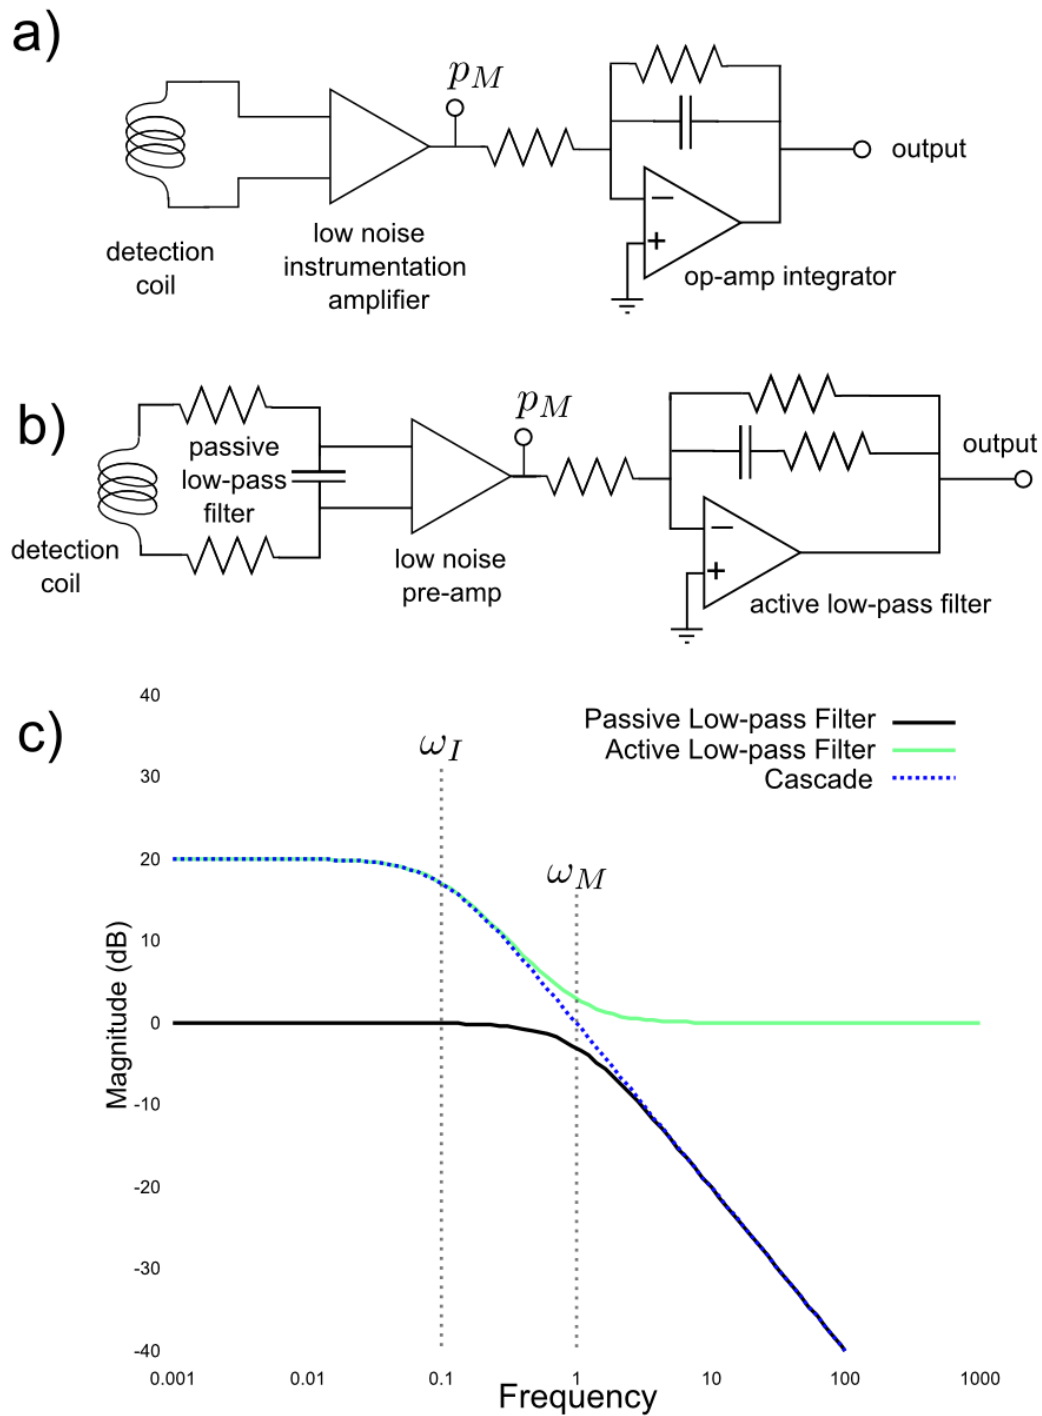 a)
p_M
output
detection
coil
low noise
instrumentation
amplifier
−
+
op-amp integrator
b)
p_M
passive
low-pass
filter
output
detection
coil
low noise
pre-amp
−
+
active low-pass filter
c)
40
Passive Low-pass Filter
Active Low-pass Filter
Cascade
ω_I
30
20
ω_M
10
0
-10
-20
-30
-40
Magnitude (dB)
0.001
0.01
0.1
1
10
100
1000
Frequency